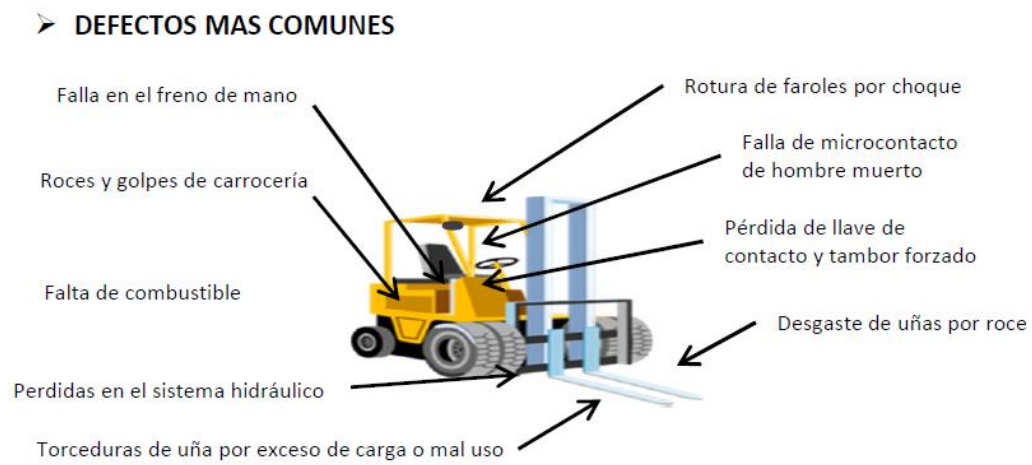 ➢ DEFECTOS MAS COMUNES
Falla en el freno de mano
Roces y golpes de carrocería
Falta de combustible
Perdidas en el sistema hidráulico
Torceduras de uña por exceso de carga o mal uso
Rotura de faroles por choque
Falla de microcontacto
de hombre muerto
Pérdida de llave de
contacto y tambor forzado
Desgaste de uñas por roce